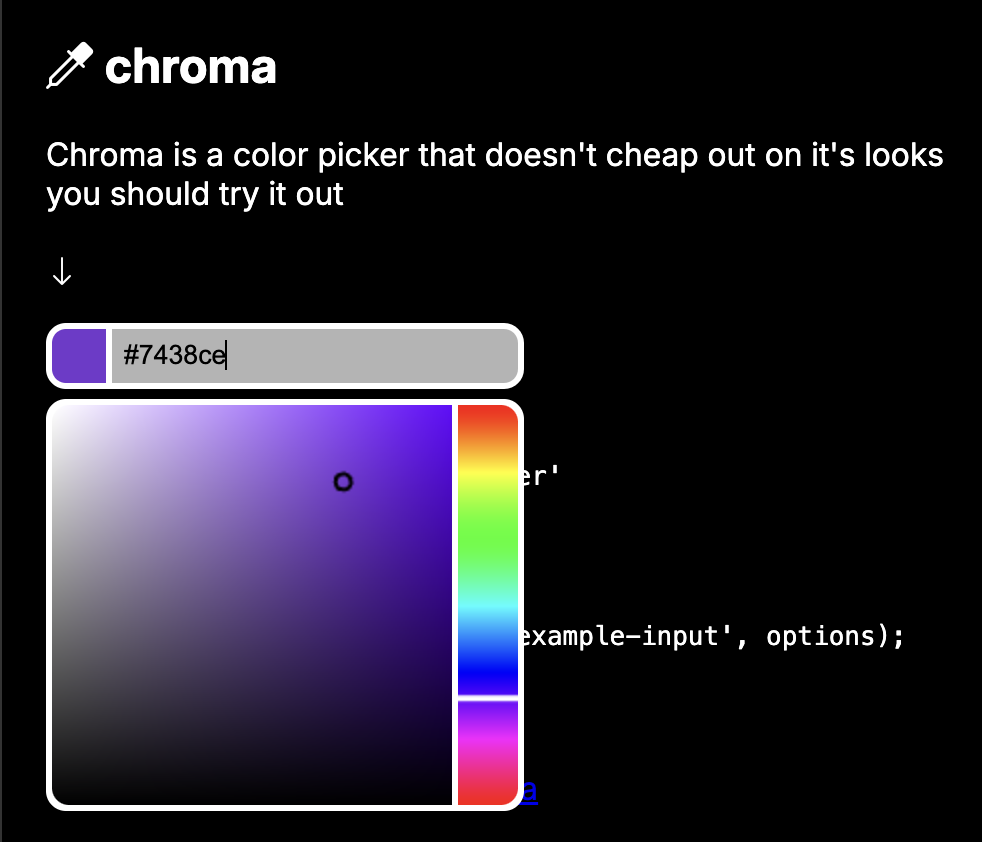 chroma
Chroma is a color picker that doesn't cheap out on it's looks
you should try it out
↓
#7438ce
er'
example-input', options);
a